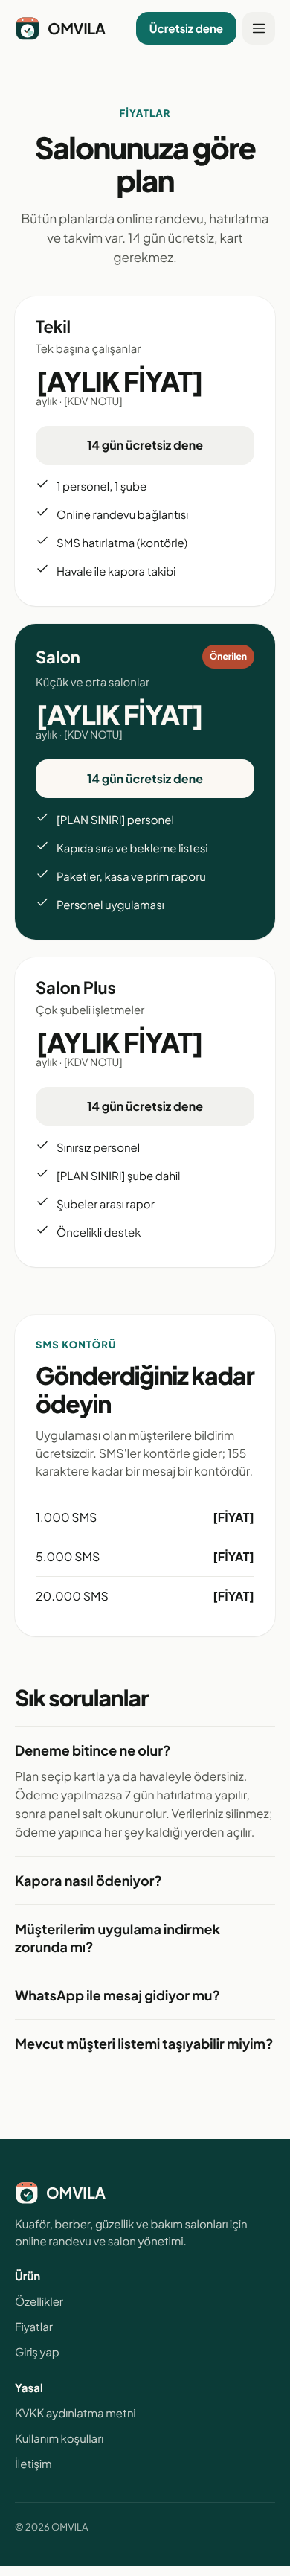 OMVILA
Ücretsiz dene
FİYATLAR
Salonunuza göre
plan
Bütün planlarda online randevu, hatırlatma
ve takvim var. 14 gün ücretsiz, kart
gerekmez.
Tekil
Tek başına çalışanlar
[AYLIK FİYAT]
aylık · [KDV NOTU]
14 gün ücretsiz dene
1 personel, 1 şube
Online randevu bağlantısı
SMS hatırlatma (kontörle)
Havale ile kapora takibi
Salon
Önerilen
Küçük ve orta salonlar
[AYLIK FİYAT]
aylık · [KDV NOTU]
14 gün ücretsiz dene
[PLAN SINIRI] personel
Kapıda sıra ve bekleme listesi
Paketler, kasa ve prim raporu
Personel uygulaması
Salon Plus
Çok şubeli işletmeler
[AYLIK FİYAT]
aylık · [KDV NOTU]
14 gün ücretsiz dene
Sınırsız personel
[PLAN SINIRI] şube dahil
Şubeler arası rapor
Öncelikli destek
SMS KONTÖRÜ
Gönderdiğiniz kadar
ödeyin
Uygulaması olan müşterilere bildirim
ücretsizdir. SMS'ler kontörle gider; 155
karaktere kadar bir mesaj bir kontördür.
1.000 SMS [FİYAT]
5.000 SMS [FİYAT]
20.000 SMS [FİYAT]
Sık sorulanlar
Deneme bitince ne olur?
Plan seçip kartla ya da havaleyle ödersiniz.
Ödeme yapılmazsa 7 gün hatırlatma yapılır,
sonra panel salt okunur olur. Verileriniz silinmez;
ödeme yapınca her şey kaldığı yerden açılır.
Kapora nasıl ödeniyor?
Müşterilerim uygulama indirmek
zorunda mı?
WhatsApp ile mesaj gidiyor mu?
Mevcut müşteri listemi taşıyabilir miyim?
OMVILA
Kuaför, berber, güzellik ve bakım salonları için
online randevu ve salon yönetimi.
Ürün
Özellikler
Fiyatlar
Giriş yap
Yasal
KVKK aydınlatma metni
Kullanım koşulları
İletişim
© 2026 OMVILA